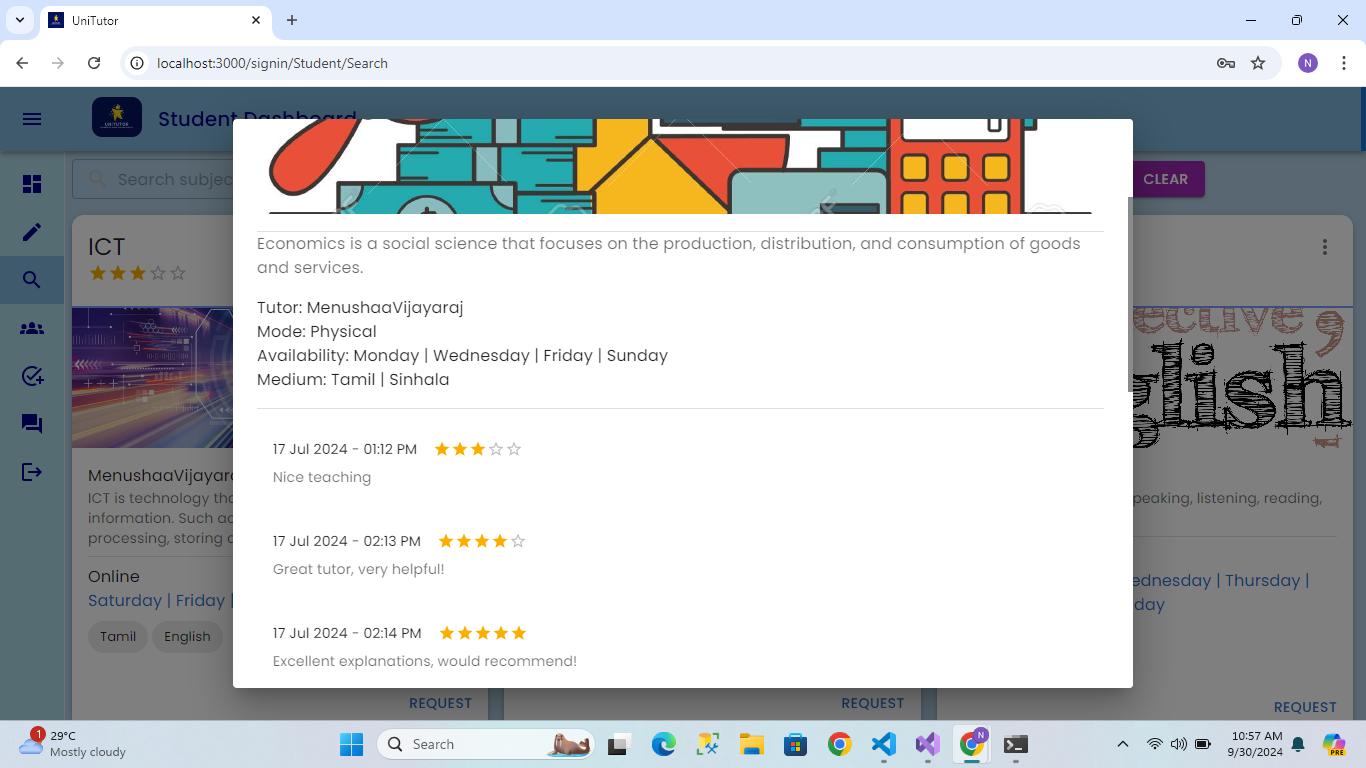 UniTutor
localhost:3000/signin/Student/Search
N
UNITUTOR
Student Dashboard
Search subjec
CLEAR
ICT
MenushaaVijayara
ICT is technology tha
information. Such ac
processing, storing
Online
Saturday | Friday |
Tamil
English
REQUEST
Economics is a social science that focuses on the production, distribution, and consumption of goods
and services.
Tutor: MenushaaVijayaraj
Mode: Physical
Availability: Monday | Wednesday | Friday | Sunday
Medium: Tamil | Sinhala
17 Jul 2024 - 01:12 PM
Nice teaching
17 Jul 2024 - 02:13 PM
Great tutor, very helpful!
17 Jul 2024 - 02:14 PM
Excellent explanations, would recommend!
REQUEST
ective
glish
peaking, listening, reading,
ednesday | Thursday |
day
REQUEST
1
29°C
Mostly cloudy
Search
N
10:57 AM
9/30/2024
PRE